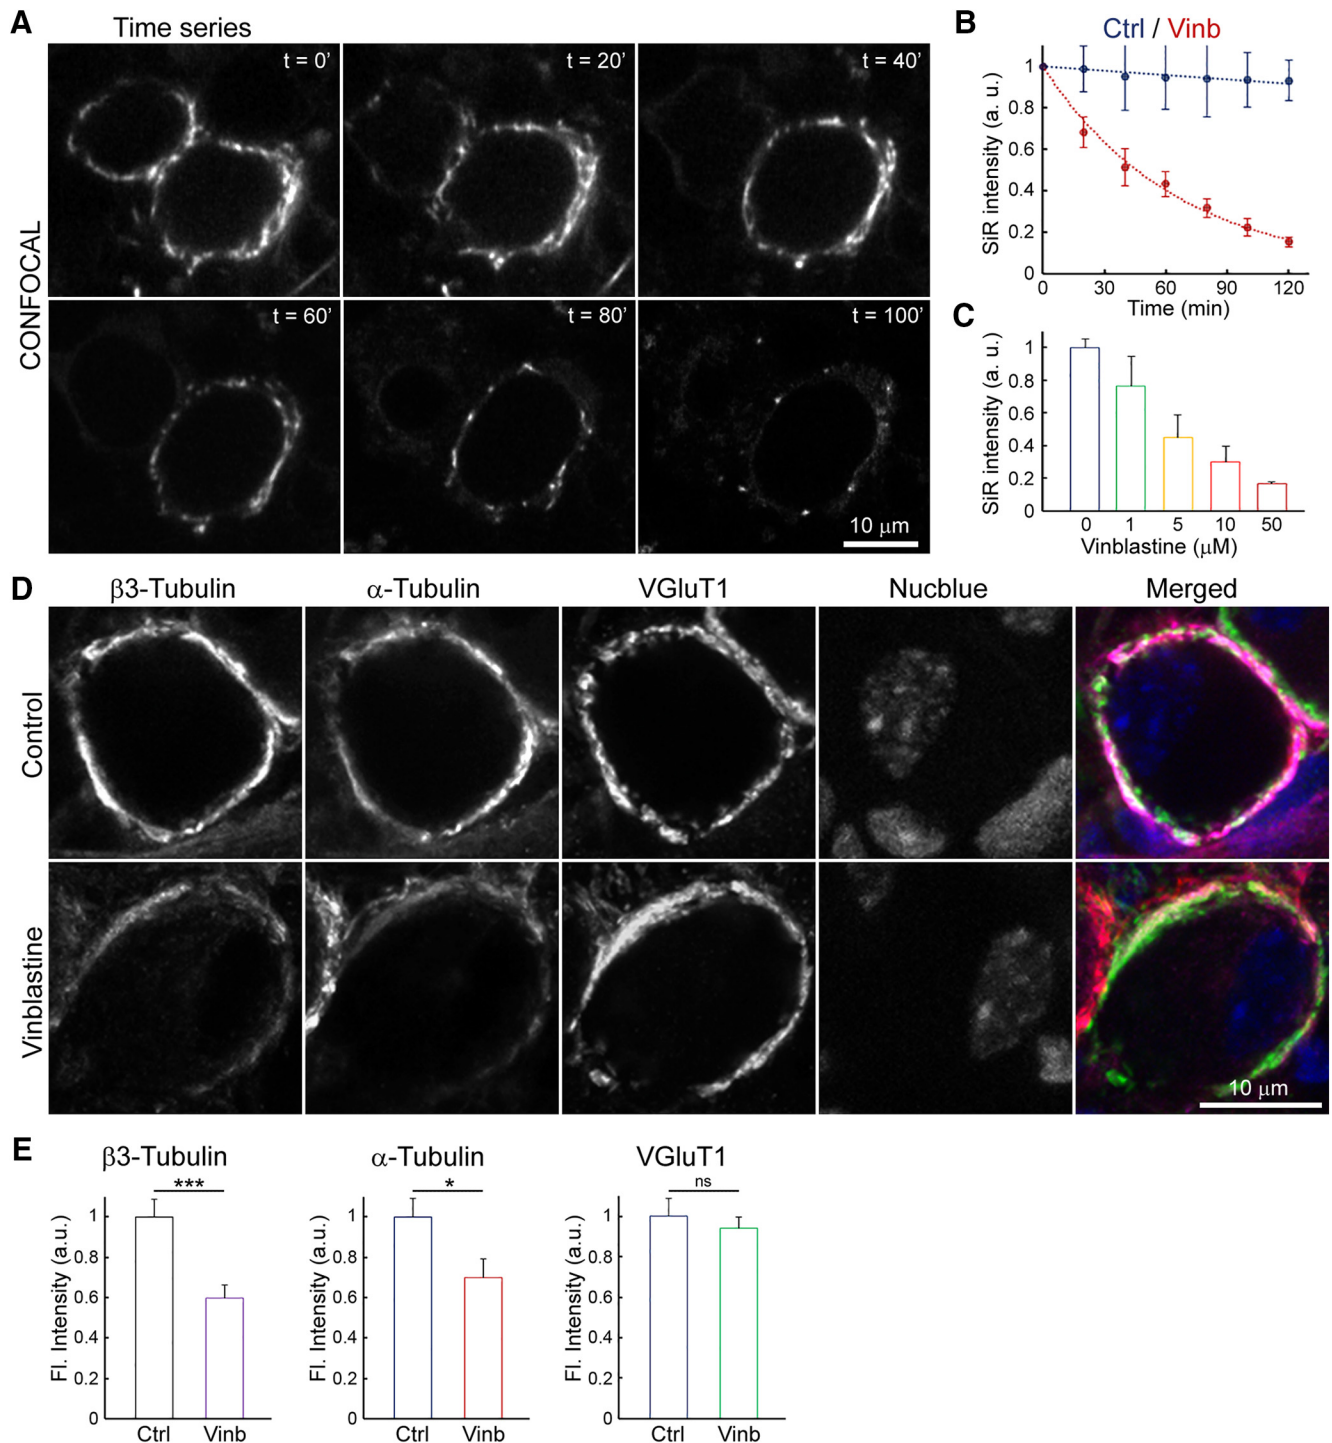 A
Time series
t = 0'
t = 20'
t = 40'
CONFOCAL
t = 60'
t = 80'
t = 100'
10 μm
B
Ctrl / Vinb
SiR intensity (a. u.)
1
0.8
0.6
0.4
0.2
0
0 30 60 90 120
Time (min)
C
SiR intensity (a. u.)
1
0.8
0.6
0.4
0.2
0
0 1 5 10 50
Vinblastine (μM)
D
β3-Tubulin
α-Tubulin
VGluT1
Nucblue
Merged
Control
Vinblastine
10 μm
E
β3-Tubulin
***
Fl. Intensity (a.u.)
1
0.8
0.6
0.4
0.2
0
Ctrl Vinb
α-Tubulin
*
Fl. Intensity (a.u.)
1
0.8
0.6
0.4
0.2
0
Ctrl Vinb
VGluT1
ns
Fl. Intensity (a.u.)
1
0.8
0.6
0.4
0.2
0
Ctrl Vinb